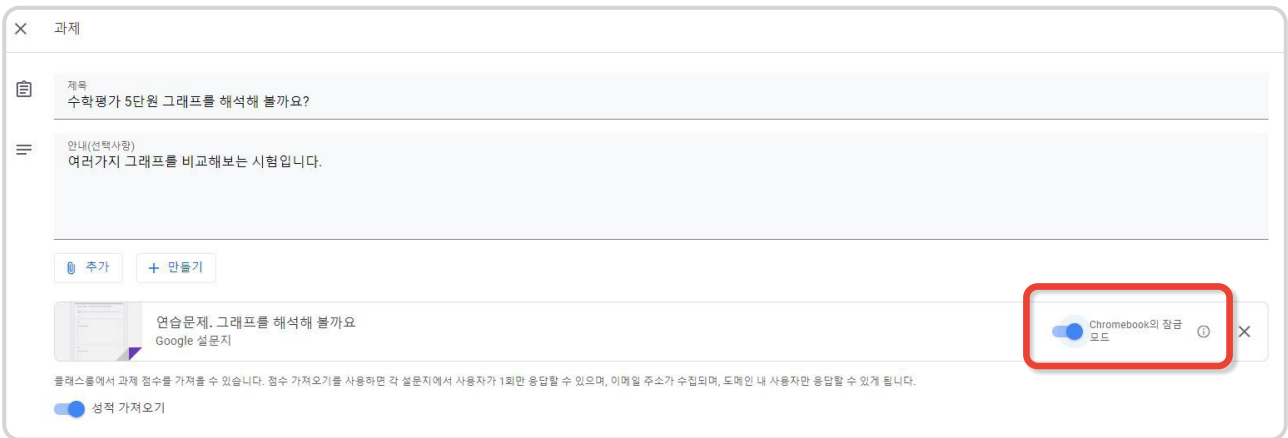 과제
제목
수학평가 5단원 그래프를 해석해 볼까요?
안내(선택사항)
여러가지 그래프를 비교해보는 시험입니다.
추가
만들기
연습문제, 그래프를 해석해 볼까요
Google 설문지
Chromebook의 잠금
모드
클래스룸에서 과제 점수를 가져올 수 있습니다. 점수 가져오기를 사용하면 각 설문지에서 사용자가 1회만 응답할 수 있으며, 이메일 주소가 수집되며, 도메인 내 사용자만 응답할 수 있게 됩니다.
성적 가져오기